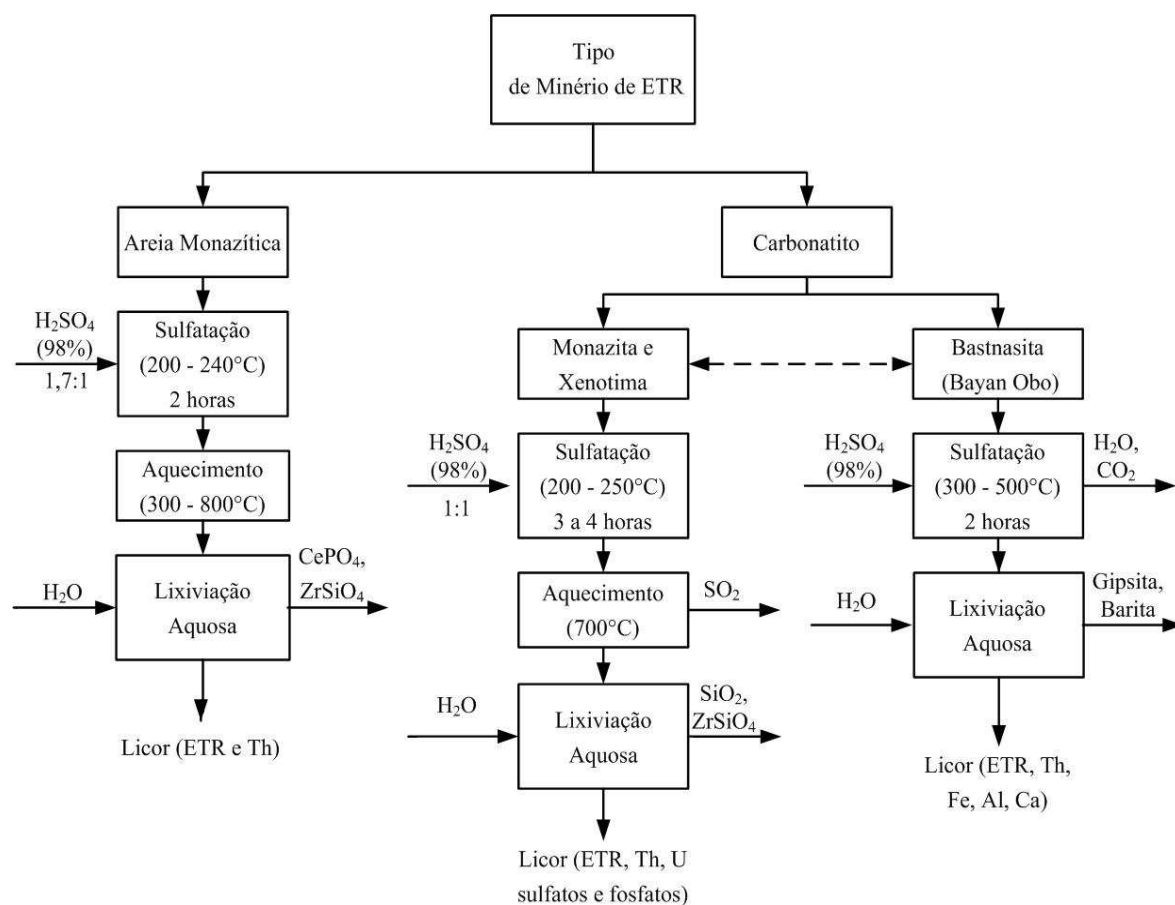 Tipo
de Minério de ETR
Areia Monazítica
Carbonatito
H₂SO₄
(98%)
1,7:1
Sulfatação
(200 - 240°C)
2 horas
Aquecimento
(300 - 800°C)
H₂O
Lixiviação
Aquosa
CePO₄,
ZrSiO₄
Licor (ETR e Th)
Monazita e
Xenotima
H₂SO₄
(98%)
1:1
Sulfatação
(200 - 250°C)
3 a 4 horas
Aquecimento
(700°C)
SO₂
H₂O
Lixiviação
Aquosa
SiO₂,
ZrSiO₄
Licor (ETR, Th, U
sulfatos e fosfatos)
Bastnasita
(Bayan Obo)
H₂SO₄
(98%)
Sulfatação
(300 - 500°C)
2 horas
H₂O,
CO₂
H₂O
Lixiviação
Aquosa
Gipsita,
Barita
Licor (ETR, Th,
Fe, Al, Ca)